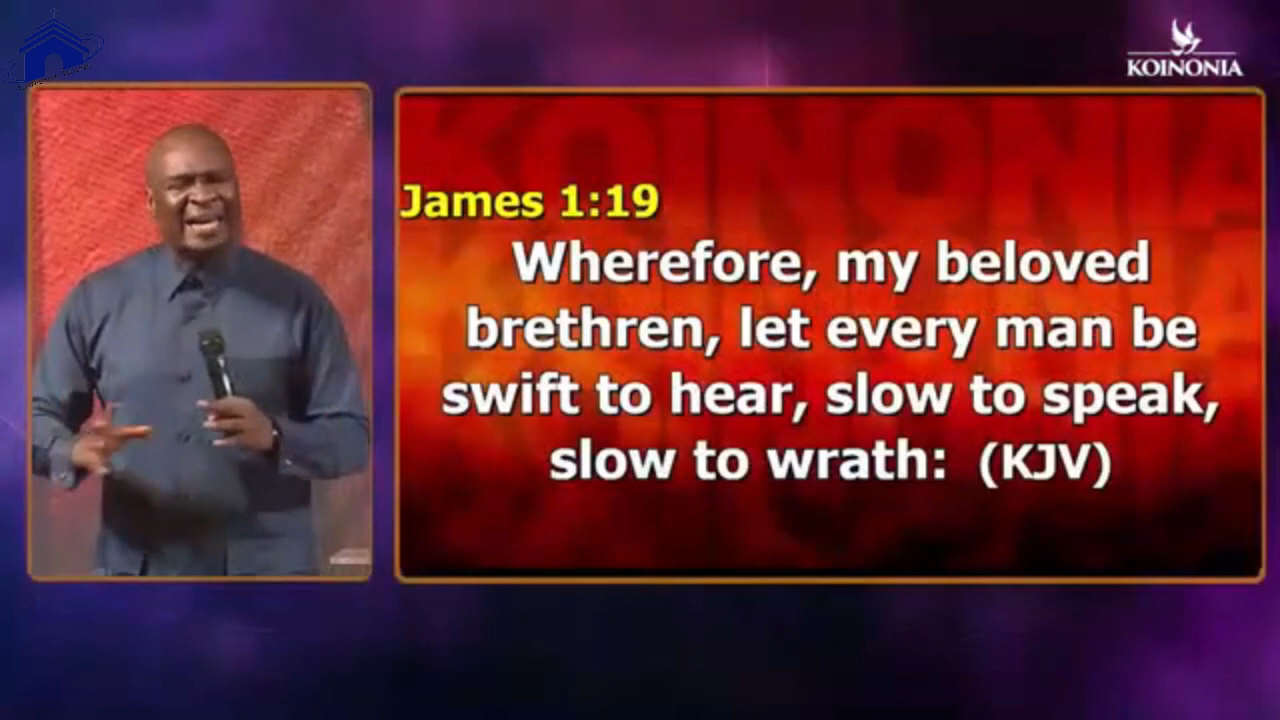 KOINONIA
James 1:19
Wherefore, my beloved
brethren, let every man be
swift to hear, slow to speak,
slow to wrath: (KJV)